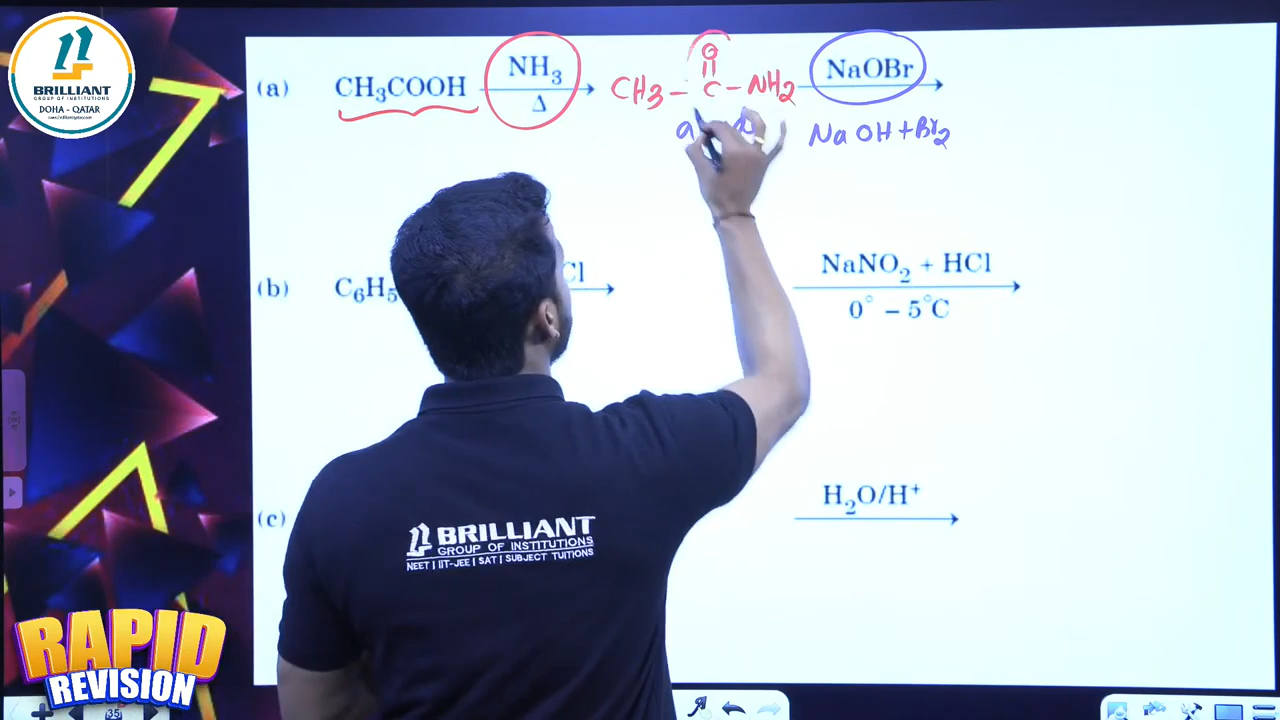 BRILLIANT
GROUP OF INSTITUTIONS
DOHA - QATAR
(a) CH₃COOH NH₃ Δ CH₃ - C - NH₂ NaOBr
O
NaOH + Br₂
(b) C₆H₅ Cl NaNO₂ + HCl
0° – 5°C
(c) H₂O/H⁺
BRILLIANT
GROUP OF INSTITUTIONS
NEET | IIT-JEE | SAT | SUBJECT TUITIONS
RAPID
REVISION
35